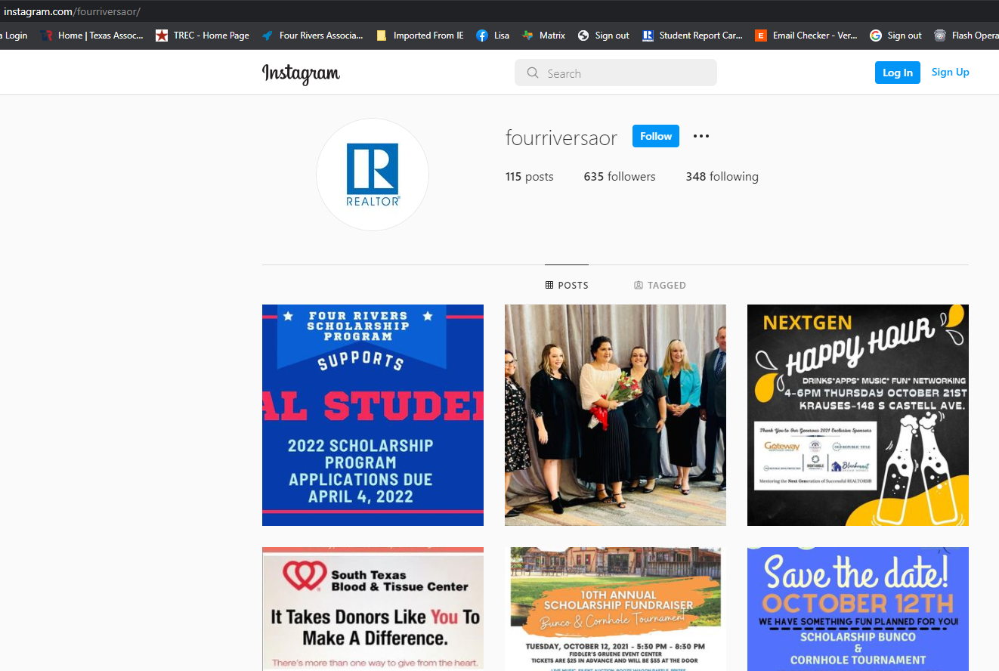 instagram.com/fourriversaor/
a Login
Home | Texas Assoc...
TREC - Home Page
Four Rivers Associa...
Imported From IE
Lisa
Matrix
Sign out
Student Report Car...
Email Checker - Ver...
Sign out
Flash Opera
Instagram
Search
Log In
Sign Up
fourriversaor
Follow
115 posts
635 followers
348 following
R
REALTOR®
POSTS
TAGGED
FOUR RIVERS
SCHOLARSHIP
PROGRAM
SUPPORTS
AL STUDE
2022 SCHOLARSHIP
PROGRAM
APPLICATIONS DUE
APRIL 4, 2022
NEXTGEN
HAPPY HOUR
DRINKS*APPS* MUSIC* FUN* NETWORKING
4-6PM THURSDAY OCTOBER 21ST
KRAUSES-148 S CASTELL AVE.
Thank You to Our Generous 2021 Exclusive Sponsors
Gateway
OLD REPUBLIC TITLE
Bluebonnet
Mentoring the Next Generation of Successful REALTORS®
South Texas
Blood & Tissue Center
It Takes Donors Like You To
Make A Difference.
There's more than one way to give from the heart.
10TH ANNUAL
SCHOLARSHIP FUNDRAISER
Bunco & Cornhole Tournament
TUESDAY, OCTOBER 12, 2021 - 5:30 PM - 8:30 PM
FIDDLER'S GRUENE EVENT CENTER
TICKETS ARE $25 IN ADVANCE AND WILL BE $35 AT THE DOOR
Save the date!
OCTOBER 12TH
WE HAVE SOMETHING FUN PLANNED FOR YOU!
SCHOLARSHIP BUNCO
&
CORNHOLE TOURNAMENT